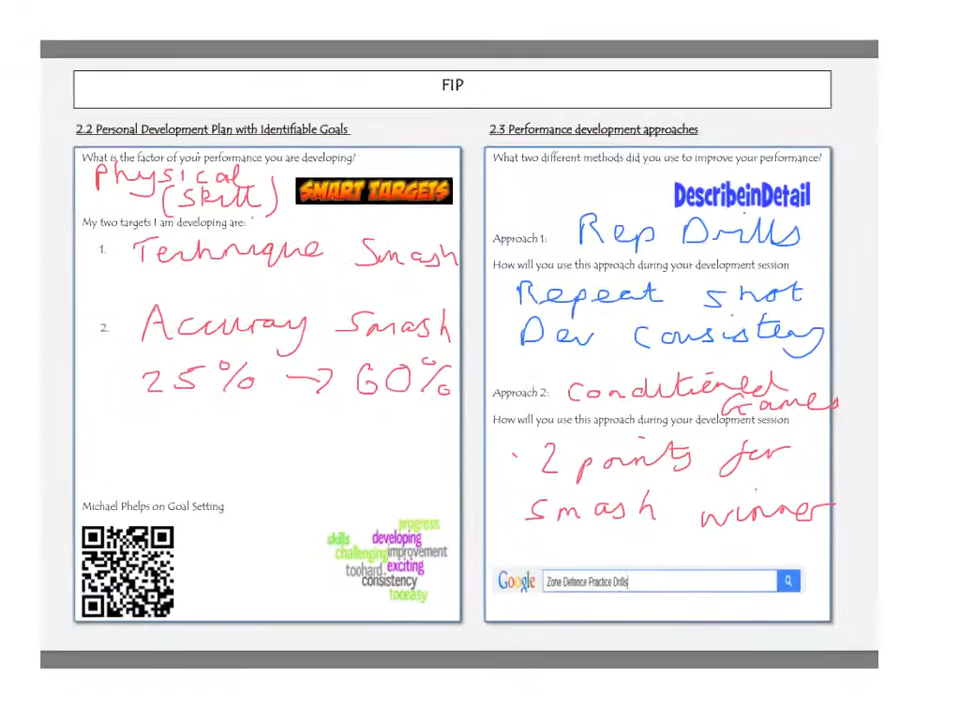 FIP
2.2 Personal Development Plan with Identifiable Goals
What is the factor of your performance you are developing?
Physical
(Skill)
SMART TARGETS
My two targets I am developing are:
1. Technique Smash
2. Accuray Smash
25% → 60%
Michael Phelps on Goal Setting
progress
skills developing
challenging improvement
toohard exciting
consistency
tooeasy
2.3 Performance development approaches
What two different methods did you use to improve your performance?
DescribeinDetail
Approach 1: Rep Drills
How will you use this approach during your development session
Repeat shot
Dev Consistency
Approach 2: Conditioned
Games
How will you use this approach during your development session
· 2 points for
smash winner
Google Zone Defence Practice Drills